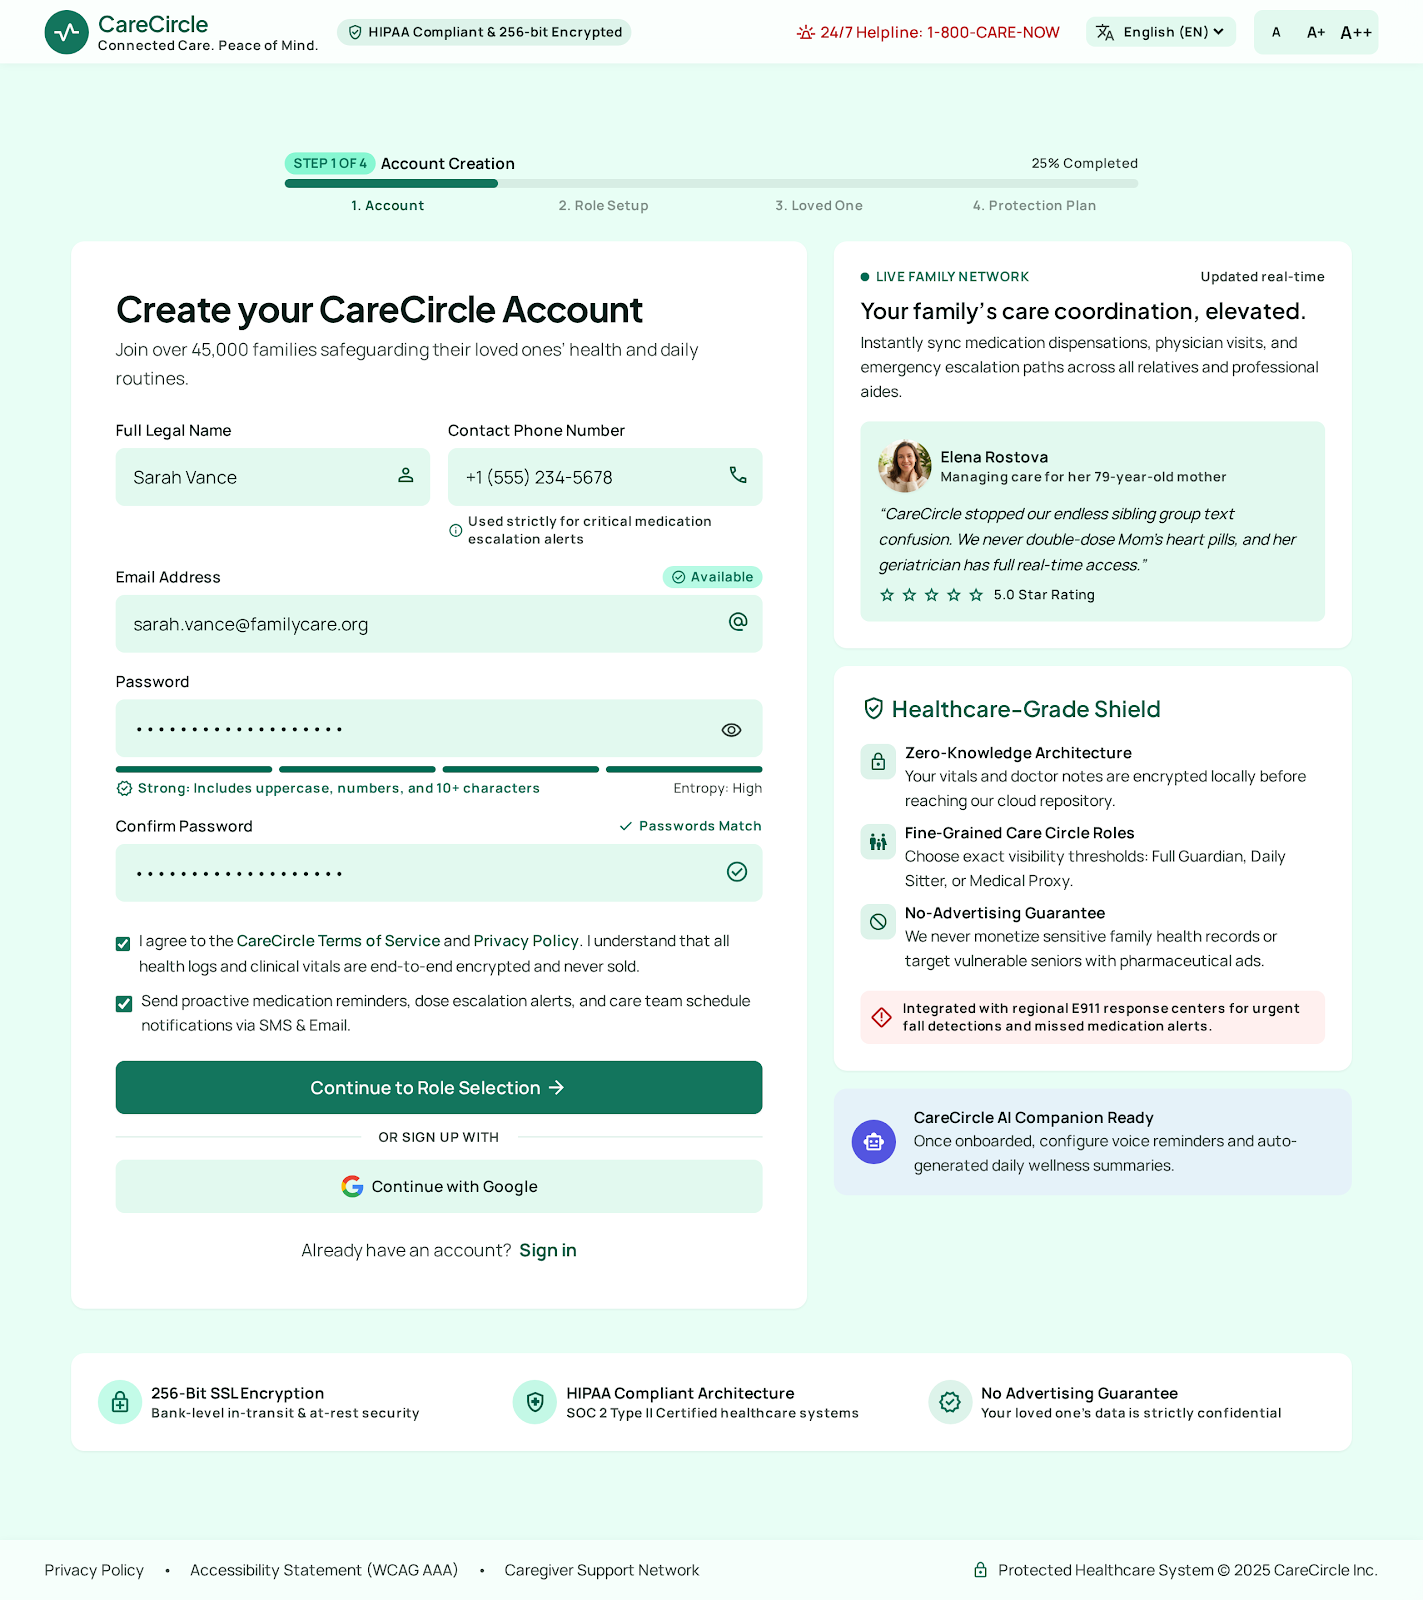 CareCircle
Connected Care. Peace of Mind.
HIPAA Compliant & 256-bit Encrypted
24/7 Helpline: 1-800-CARE-NOW
English (EN)
A A+ A++
STEP 1 OF 4 Account Creation
25% Completed
1. Account
2. Role Setup
3. Loved One
4. Protection Plan
Create your CareCircle Account
Join over 45,000 families safeguarding their loved ones’ health and daily
routines.
Full Legal Name
Sarah Vance
Contact Phone Number
+1 (555) 234-5678
Used strictly for critical medication
escalation alerts
Email Address
Available
sarah.vance@familycare.org
Password
•••••••••••••••••••
Strong: Includes uppercase, numbers, and 10+ characters
Entropy: High
Confirm Password
Passwords Match
•••••••••••••••••••
I agree to the CareCircle Terms of Service and Privacy Policy. I understand that all
health logs and clinical vitals are end-to-end encrypted and never sold.
Send proactive medication reminders, dose escalation alerts, and care team schedule
notifications via SMS & Email.
Continue to Role Selection →
OR SIGN UP WITH
Continue with Google
Already have an account? Sign in
LIVE FAMILY NETWORK
Updated real-time
Your family’s care coordination, elevated.
Instantly sync medication dispensations, physician visits, and
emergency escalation paths across all relatives and professional
aides.
Elena Rostova
Managing care for her 79-year-old mother
“CareCircle stopped our endless sibling group text
confusion. We never double-dose Mom’s heart pills, and her
geriatrician has full real-time access.”
5.0 Star Rating
Healthcare-Grade Shield
Zero-Knowledge Architecture
Your vitals and doctor notes are encrypted locally before
reaching our cloud repository.
Fine-Grained Care Circle Roles
Choose exact visibility thresholds: Full Guardian, Daily
Sitter, or Medical Proxy.
No-Advertising Guarantee
We never monetize sensitive family health records or
target vulnerable seniors with pharmaceutical ads.
Integrated with regional E911 response centers for urgent
fall detections and missed medication alerts.
CareCircle AI Companion Ready
Once onboarded, configure voice reminders and auto-
generated daily wellness summaries.
256-Bit SSL Encryption
Bank-level in-transit & at-rest security
HIPAA Compliant Architecture
SOC 2 Type II Certified healthcare systems
No Advertising Guarantee
Your loved one’s data is strictly confidential
Privacy Policy • Accessibility Statement (WCAG AAA) • Caregiver Support Network
Protected Healthcare System © 2025 CareCircle Inc.